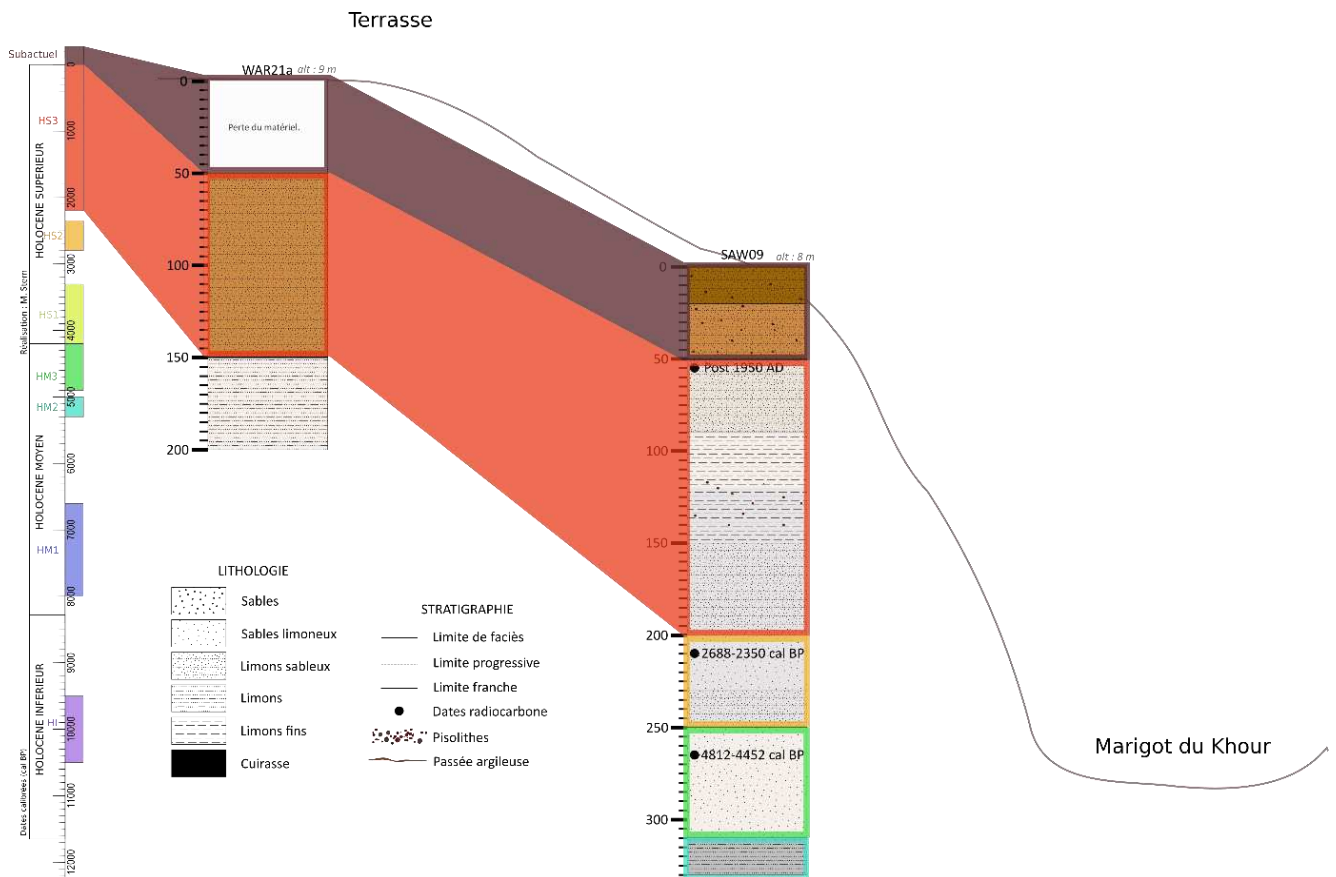 Terrasse
Subactuel
0
HS3
1000
2000
HS2
3000
HS1
4000
HM3
5000
HM2
6000
7000
HM1
8000
9000
HI
10000
11000
12000
HOLOCENE SUPERIEUR
HOLOCENE MOYEN
HOLOCENE INFERIEUR
Réalisation : M. Stern
Dates calibrées (cal BP)
WAR21a alt : 9 m
0
Perte du matériel.
50
100
150
200
SAW09 alt : 8 m
0
50
Post 1950 AD
100
150
200
2688-2350 cal BP
250
4812-4452 cal BP
300
Marigot du Khour
LITHOLOGIE
Sables
Sables limoneux
Limons sableux
Limons
Limons fins
Cuirasse
STRATIGRAPHIE
Limite de faciès
Limite progressive
Limite franche
Dates radiocarbone
Pisolithes
Passée argileuse